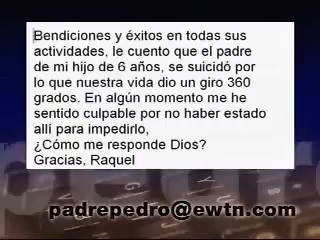 Bendiciones y éxitos en todas sus
actividades, le cuento que el padre
de mi hijo de 6 años, se suicidó por
lo que nuestra vida dio un giro 360
grados. En algún momento me he
sentido culpable por no haber estado
allí para impedirlo,
¿Cómo me responde Dios?
Gracias, Raquel
padrepedro@ewtn.com